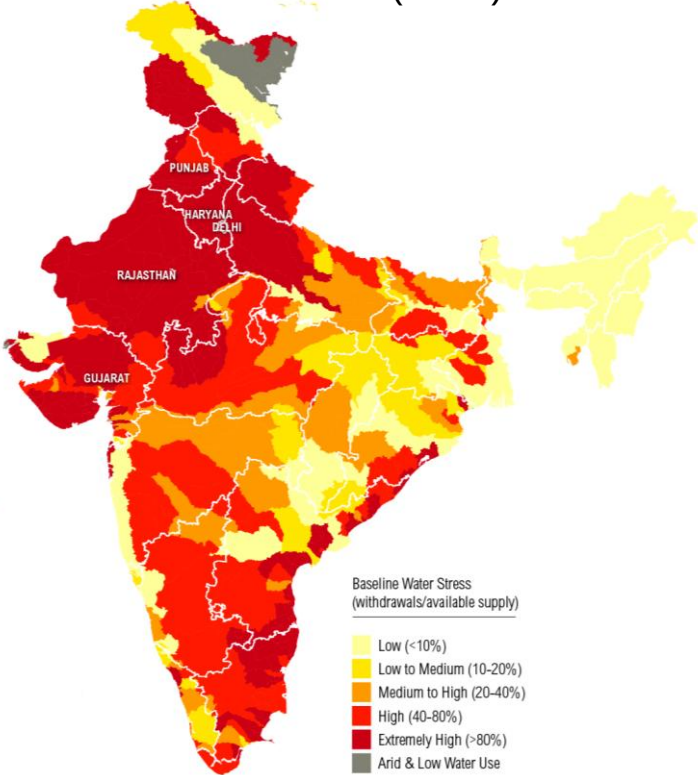 PUNJAB
HARYANA
DELHI
RAJASTHAN
GUJARAT
Baseline Water Stress
(withdrawals/available supply)
Low (<10%)
Low to Medium (10-20%)
Medium to High (20-40%)
High (40-80%)
Extremely High (>80%)
Arid & Low Water Use